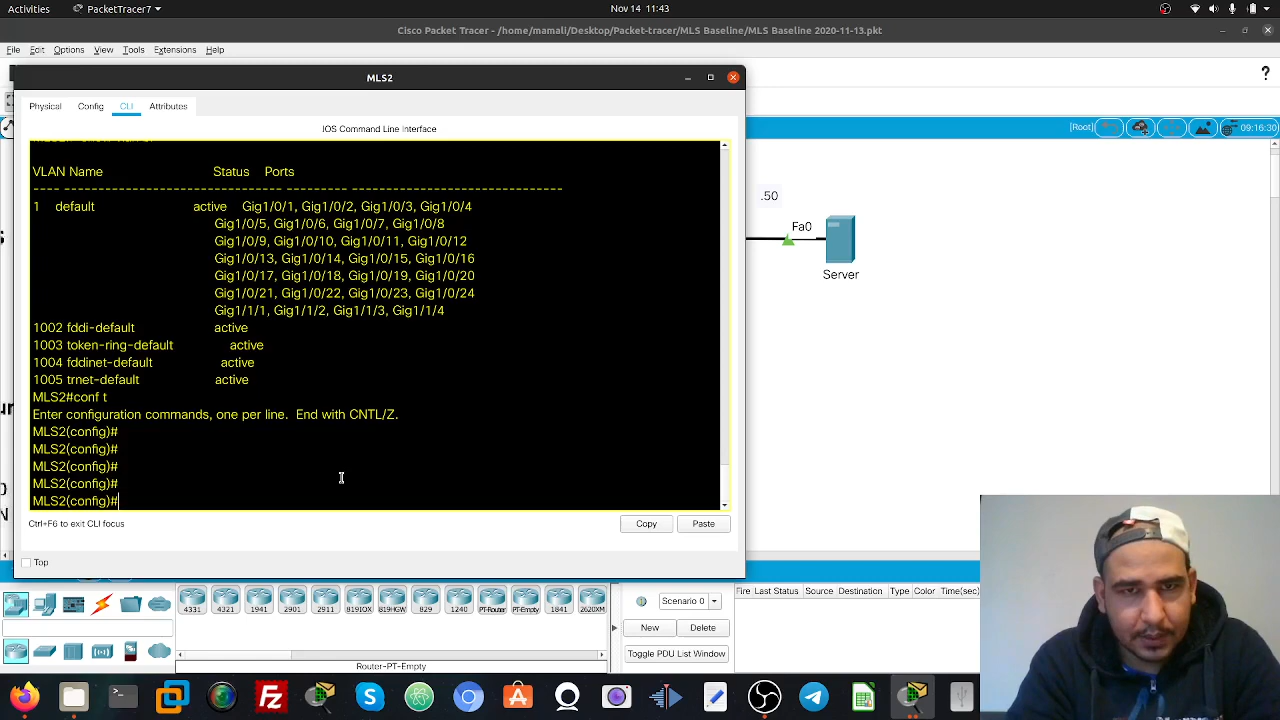 Activities
PacketTracer7
Nov 14 11:43
Cisco Packet Tracer - /home/mamali/Desktop/Packet-tracer/MLS Baseline/MLS Baseline 2020-11-13.pkt
File Edit Options View Tools Extensions Help
?
MLS2
Physical Config CLI Attributes
IOS Command Line Interface
[Root]
09:16:30
VLAN Name Status Ports
---- -------------------------------- --------- -------------------------------
1 default active Gig1/0/1, Gig1/0/2, Gig1/0/3, Gig1/0/4
Gig1/0/5, Gig1/0/6, Gig1/0/7, Gig1/0/8
Gig1/0/9, Gig1/0/10, Gig1/0/11, Gig1/0/12
Gig1/0/13, Gig1/0/14, Gig1/0/15, Gig1/0/16
Gig1/0/17, Gig1/0/18, Gig1/0/19, Gig1/0/20
Gig1/0/21, Gig1/0/22, Gig1/0/23, Gig1/0/24
Gig1/1/1, Gig1/1/2, Gig1/1/3, Gig1/1/4
1002 fddi-default active
1003 token-ring-default active
1004 fddinet-default active
1005 trnet-default active
MLS2#conf t
Enter configuration commands, one per line. End with CNTL/Z.
MLS2(config)#
MLS2(config)#
MLS2(config)#
MLS2(config)#
MLS2(config)#
.50
Fa0
Server
Ctrl+F6 to exit CLI focus
Copy
Paste
Top
4331 4321 1941 2901 2911 819IOX 819HGW 829 1240 PT-Router PT-Empty 1841 2620XM
Router-PT-Empty
Scenario 0
New
Delete
Toggle PDU List Window
Fire Last Status Source Destination Type Color Time(sec)